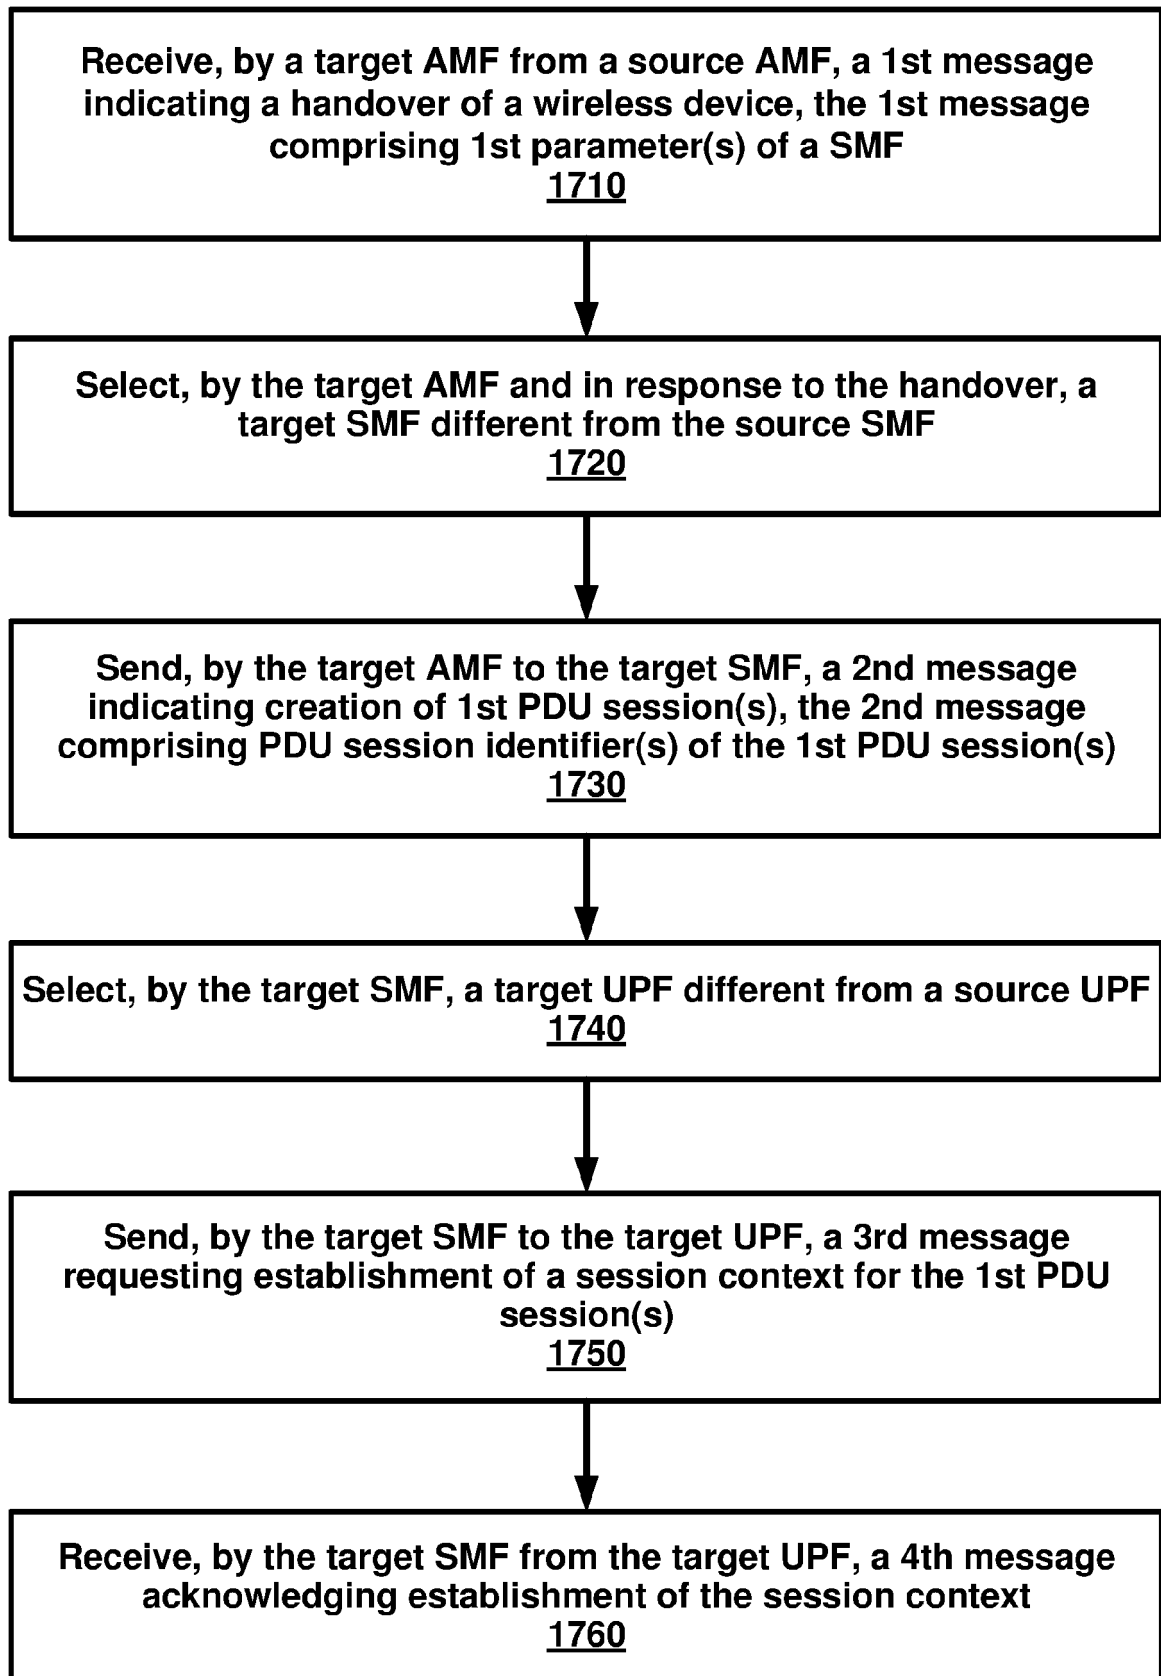 Receive, by a target AMF from a source AMF, a 1st message
indicating a handover of a wireless device, the 1st message
comprising 1st parameter(s) of a SMF
1710
Select, by the target AMF and in response to the handover, a
target SMF different from the source SMF
1720
Send, by the target AMF to the target SMF, a 2nd message
indicating creation of 1st PDU session(s), the 2nd message
comprising PDU session identifier(s) of the 1st PDU session(s)
1730
Select, by the target SMF, a target UPF different from a source UPF
1740
Send, by the target SMF to the target UPF, a 3rd message
requesting establishment of a session context for the 1st PDU
session(s)
1750
Receive, by the target SMF from the target UPF, a 4th message
acknowledging establishment of the session context
1760